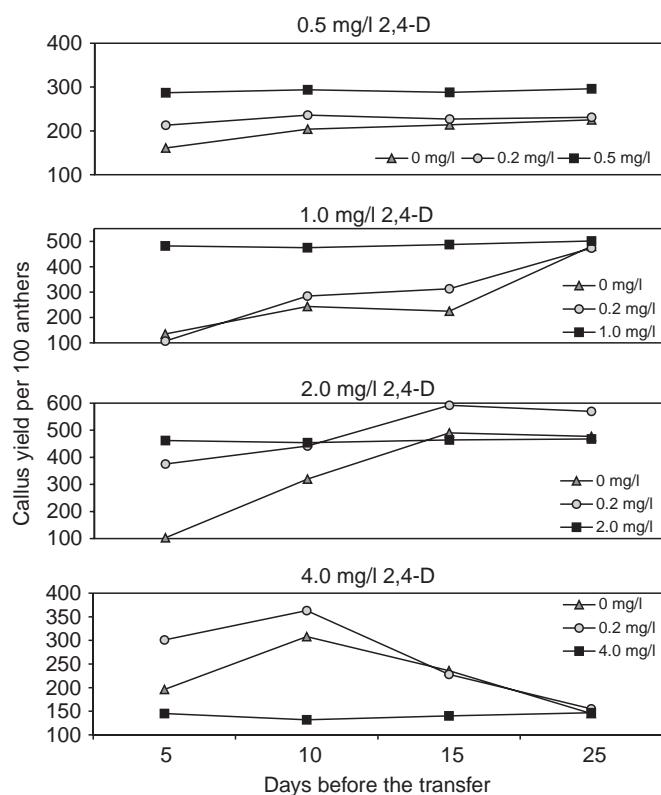 0.5 mg/l 2,4-D
400
300
200
100
0 mg/l 0.2 mg/l 0.5 mg/l
1.0 mg/l 2,4-D
500
400
300
200
100
0 mg/l
0.2 mg/l
1.0 mg/l
Callus yield per 100 anthers
2.0 mg/l 2,4-D
600
500
400
300
200
100
0 mg/l
0.2 mg/l
2.0 mg/l
4.0 mg/l 2,4-D
400
350
300
250
200
150
100
0 mg/l
0.2 mg/l
4.0 mg/l
5 10 15 25
Days before the transfer